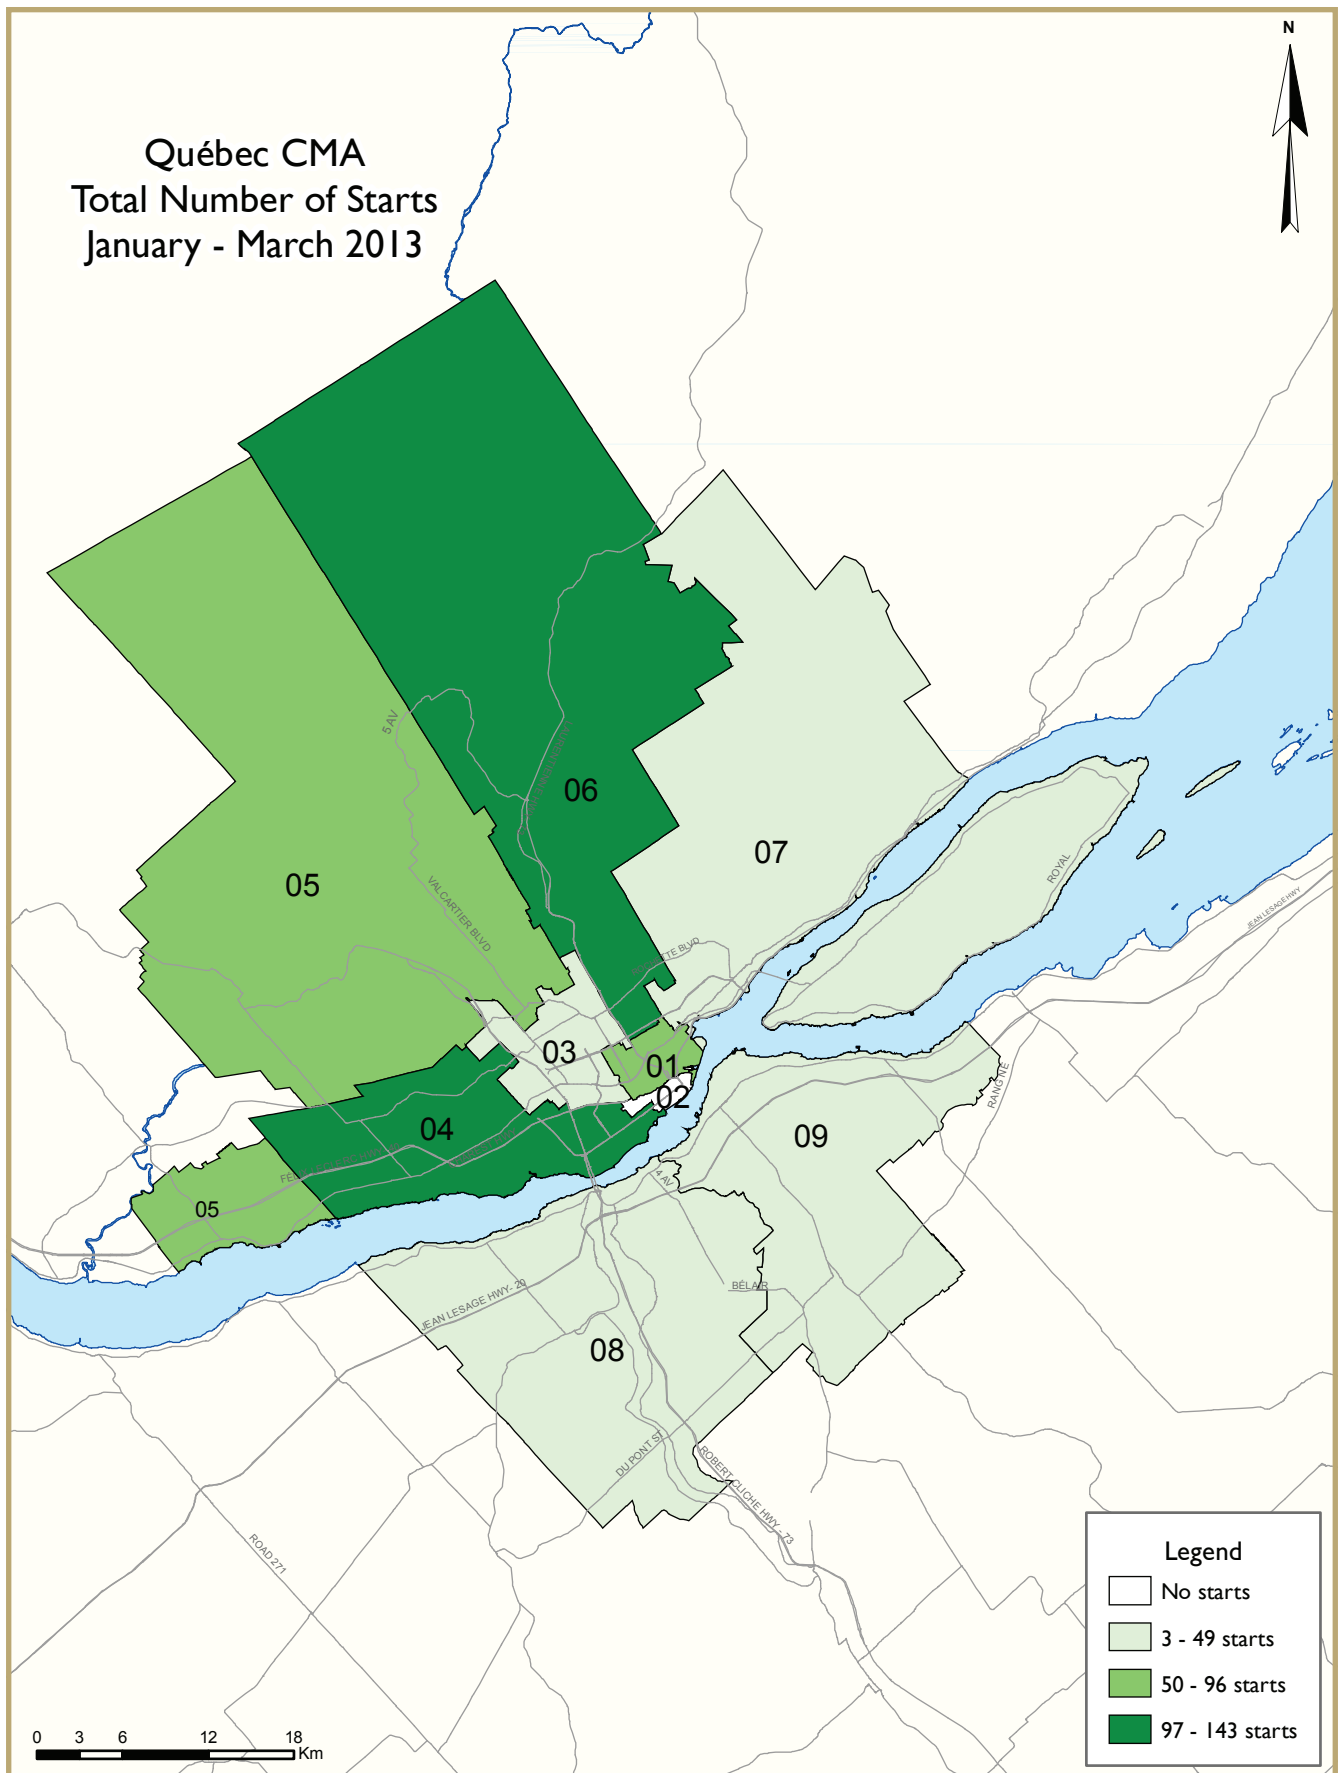 N
Québec CMA
Total Number of Starts
January - March 2013
5 AV
06
07
05
VALCARTIER BLVD
ROYAL
JEAN LESAGE HWY
03
01
02
RANG NE
04
09
4 AV
05
BÉLAIR
JEAN LESAGE HWY- 20
08
DU PONT ST
ROBERT CLICHE HWY - 73
ROAD 271
Legend
No starts
3 - 49 starts
50 - 96 starts
97 - 143 starts
0 3 6 12 18
Km